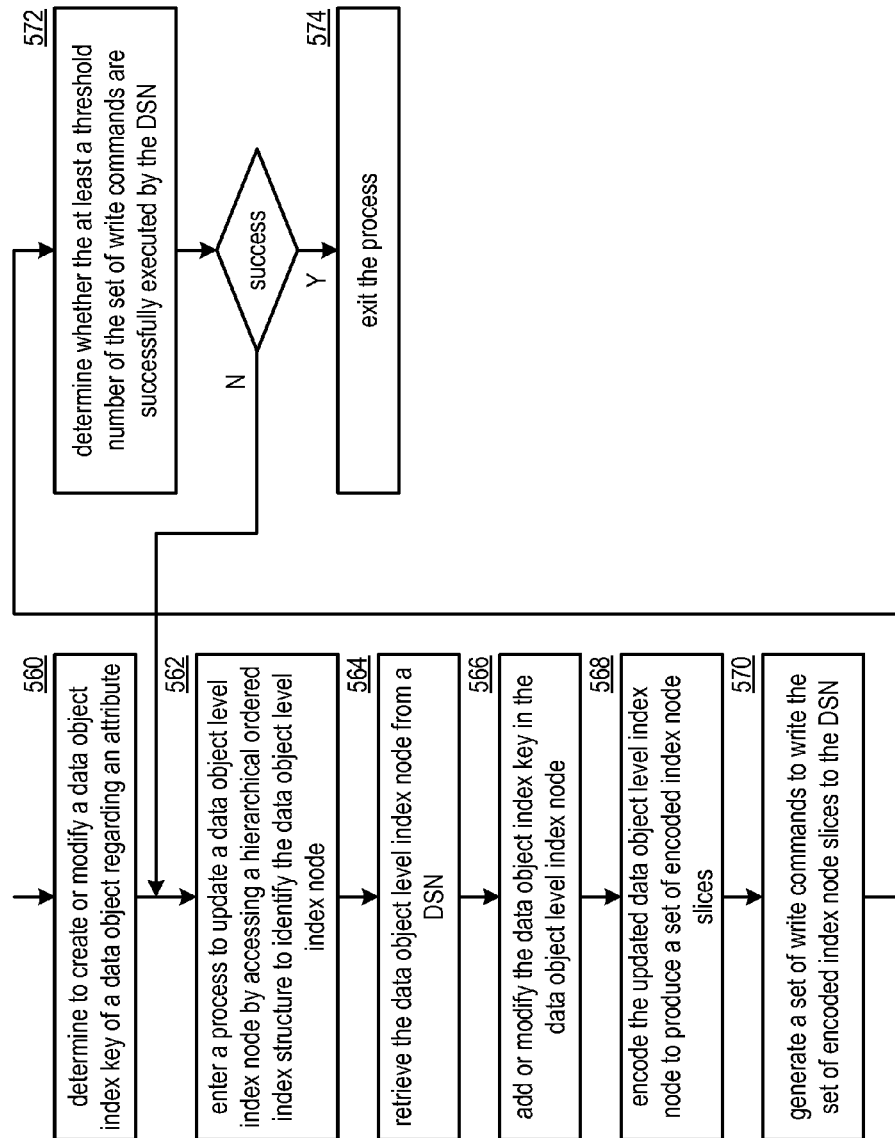 560
determine to create or modify a data object
index key of a data object regarding an attribute
562
enter a process to update a data object level
index node by accessing a hierarchical ordered
index structure to identify the data object level
index node
564
retrieve the data object level index node from a
DSN
566
add or modify the data object index key in the
data object level index node
568
encode the updated data object level index
node to produce a set of encoded index node
slices
570
generate a set of write commands to write the
set of encoded index node slices to the DSN
572
determine whether the at least a threshold
number of the set of write commands are
successfully executed by the DSN
success
N
Y
574
exit the process